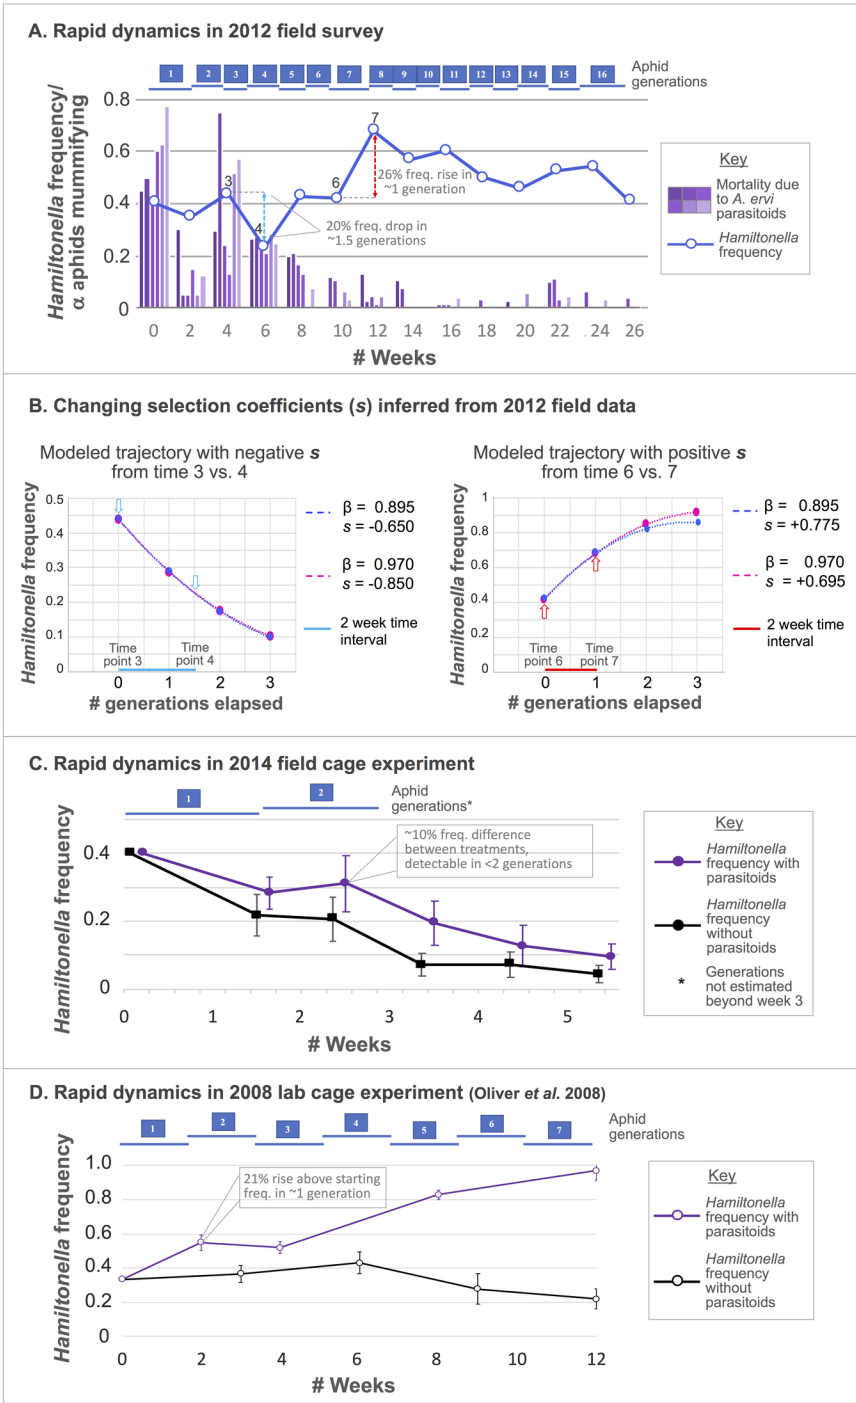 A. Rapid dynamics in 2012 field survey
1 2 3 4 5 6 7 8 9 10 11 12 13 14 15 16
Aphid
generations
Hamiltonella frequency/
α aphids mummifying
0.8
0.6
0.4
0.2
0
3
4
6
7
26% freq. rise in
~1 generation
20% freq. drop in
~1.5 generations
0 2 4 6 8 10 12 14 16 18 20 22 .24 26
# Weeks
Key
Mortality due
to A. ervi
parasitoids
Hamiltonella
frequency
B. Changing selection coefficients (s) inferred from 2012 field data
Modeled trajectory with negative s
from time 3 vs. 4
Hamiltonella frequency
0.5
0.4
0.3
0.2
0.1
0
Time
point 3
Time
point 4
0 1 2 3
# generations elapsed
β = 0.895
s = -0.650
β = 0.970
s = -0.850
2 week time
interval
Modeled trajectory with positive s
from time 6 vs. 7
Hamiltonella frequency
1
0.8
0.6
0.4
0.2
0
Time
point 6
Time
point 7
0 1 2 3
# generations elapsed
β = 0.895
s = +0.775
β = 0.970
s = +0.695
2 week time
interval
C. Rapid dynamics in 2014 field cage experiment
1 2
Aphid
generations*
Hamiltonella frequency
0.4
0.2
0
~10% freq. difference
between treatments,
detectable in <2 generations
0 1 2 3 4 5
# Weeks
Key
Hamiltonella
frequency with
parasitoids
Hamiltonella
frequency
without
parasitoids
* Generations
not estimated
beyond week 3
D. Rapid dynamics in 2008 lab cage experiment (Oliver et al. 2008)
1 2 3 4 5 6 7
Aphid
generations
Hamiltonella frequency
1.0
0.8
0.6
0.4
0.2
0
21% rise above starting
freq. in ~1 generation
0 2 4 6 8 10 12
# Weeks
Key
Hamiltonella
frequency with
parasitoids
Hamiltonella
frequency
without
parasitoids